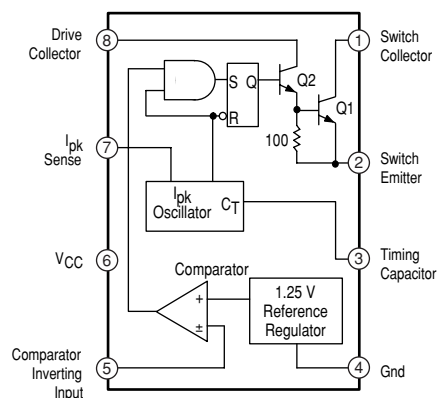 Drive
Collector
8
1
Switch
Collector
S Q
Q2
R
Q1
100
Ipk
Sense
7
2
Switch
Emitter
Ipk
Oscillator
CT
VCC
6
3
Timing
Capacitor
Comparator
+
±
1.25 V
Reference
Regulator
Comparator
Inverting
Input
5
4
Gnd